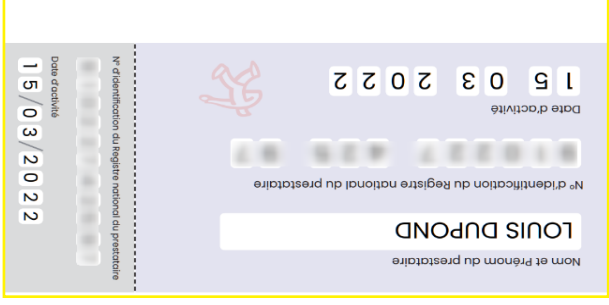 Nom et Prénom du prestataire
LOUIS DUPOND
N° d'identification du Registre national du prestataire
Date d'activité
15 03 2022
N° d'identification du Registre national du prestataire
Date d'activité
15/03/2022